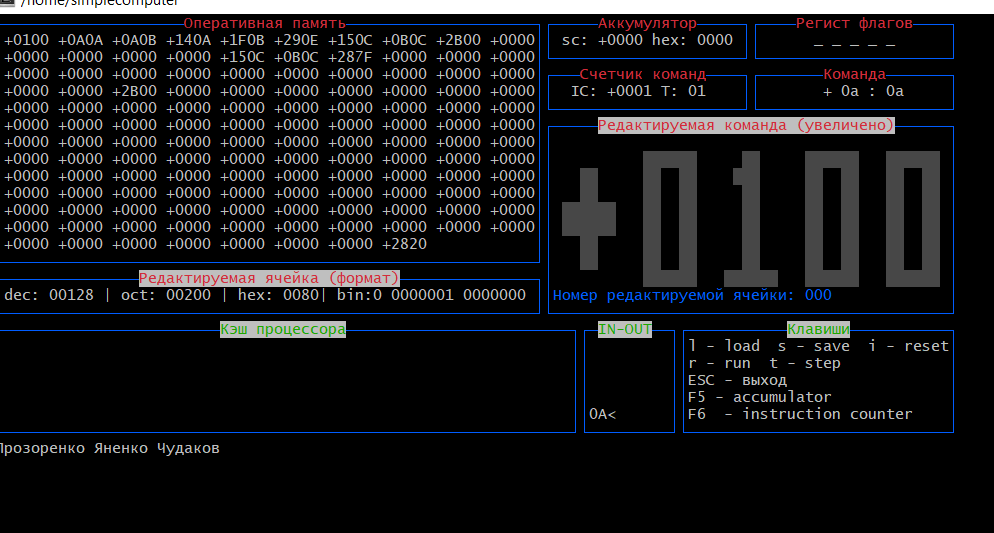 /home/simplecomputer
Оперативная память
+0100 +0A0A +0A0B +140A +1F0B +290E +150C +0B0C +2B00 +0000
+0000 +0000 +0000 +0000 +150C +0B0C +287F +0000 +0000 +0000
+0000 +0000 +0000 +0000 +0000 +0000 +0000 +0000 +0000 +0000
+0000 +0000 +2B00 +0000 +0000 +0000 +0000 +0000 +0000 +0000
+0000 +0000 +0000 +0000 +0000 +0000 +0000 +0000 +0000 +0000
+0000 +0000 +0000 +0000 +0000 +0000 +0000 +0000 +0000 +0000
+0000 +0000 +0000 +0000 +0000 +0000 +0000 +0000 +0000 +0000
+0000 +0000 +0000 +0000 +0000 +0000 +0000 +0000 +0000 +0000
+0000 +0000 +0000 +0000 +0000 +0000 +0000 +0000 +0000 +0000
+0000 +0000 +0000 +0000 +0000 +0000 +0000 +0000 +0000 +0000
+0000 +0000 +0000 +0000 +0000 +0000 +0000 +0000 +0000 +0000
+0000 +0000 +0000 +0000 +0000 +0000 +0000 +0000 +0000 +0000
+0000 +0000 +0000 +0000 +0000 +0000 +0000 +2820
Аккумулятор
sc: +0000 hex: 0000
Регист флагов
_ _ _ _ _
Счетчик команд
IC: +0001 T: 01
Команда
+ 0a : 0a
Редактируемая команда (увеличено)
+0100
Номер редактируемой ячейки: 000
Редактируемая ячейка (формат)
dec: 00128 | oct: 00200 | hex: 0080| bin:0 0000001 0000000
Кэш процессора
IN-OUT
0A<
Клавиши
l - load s - save i - reset
r - run t - step
ESC - выход
F5 - accumulator
F6 - instruction counter
Прозоренко Яненко Чудаков